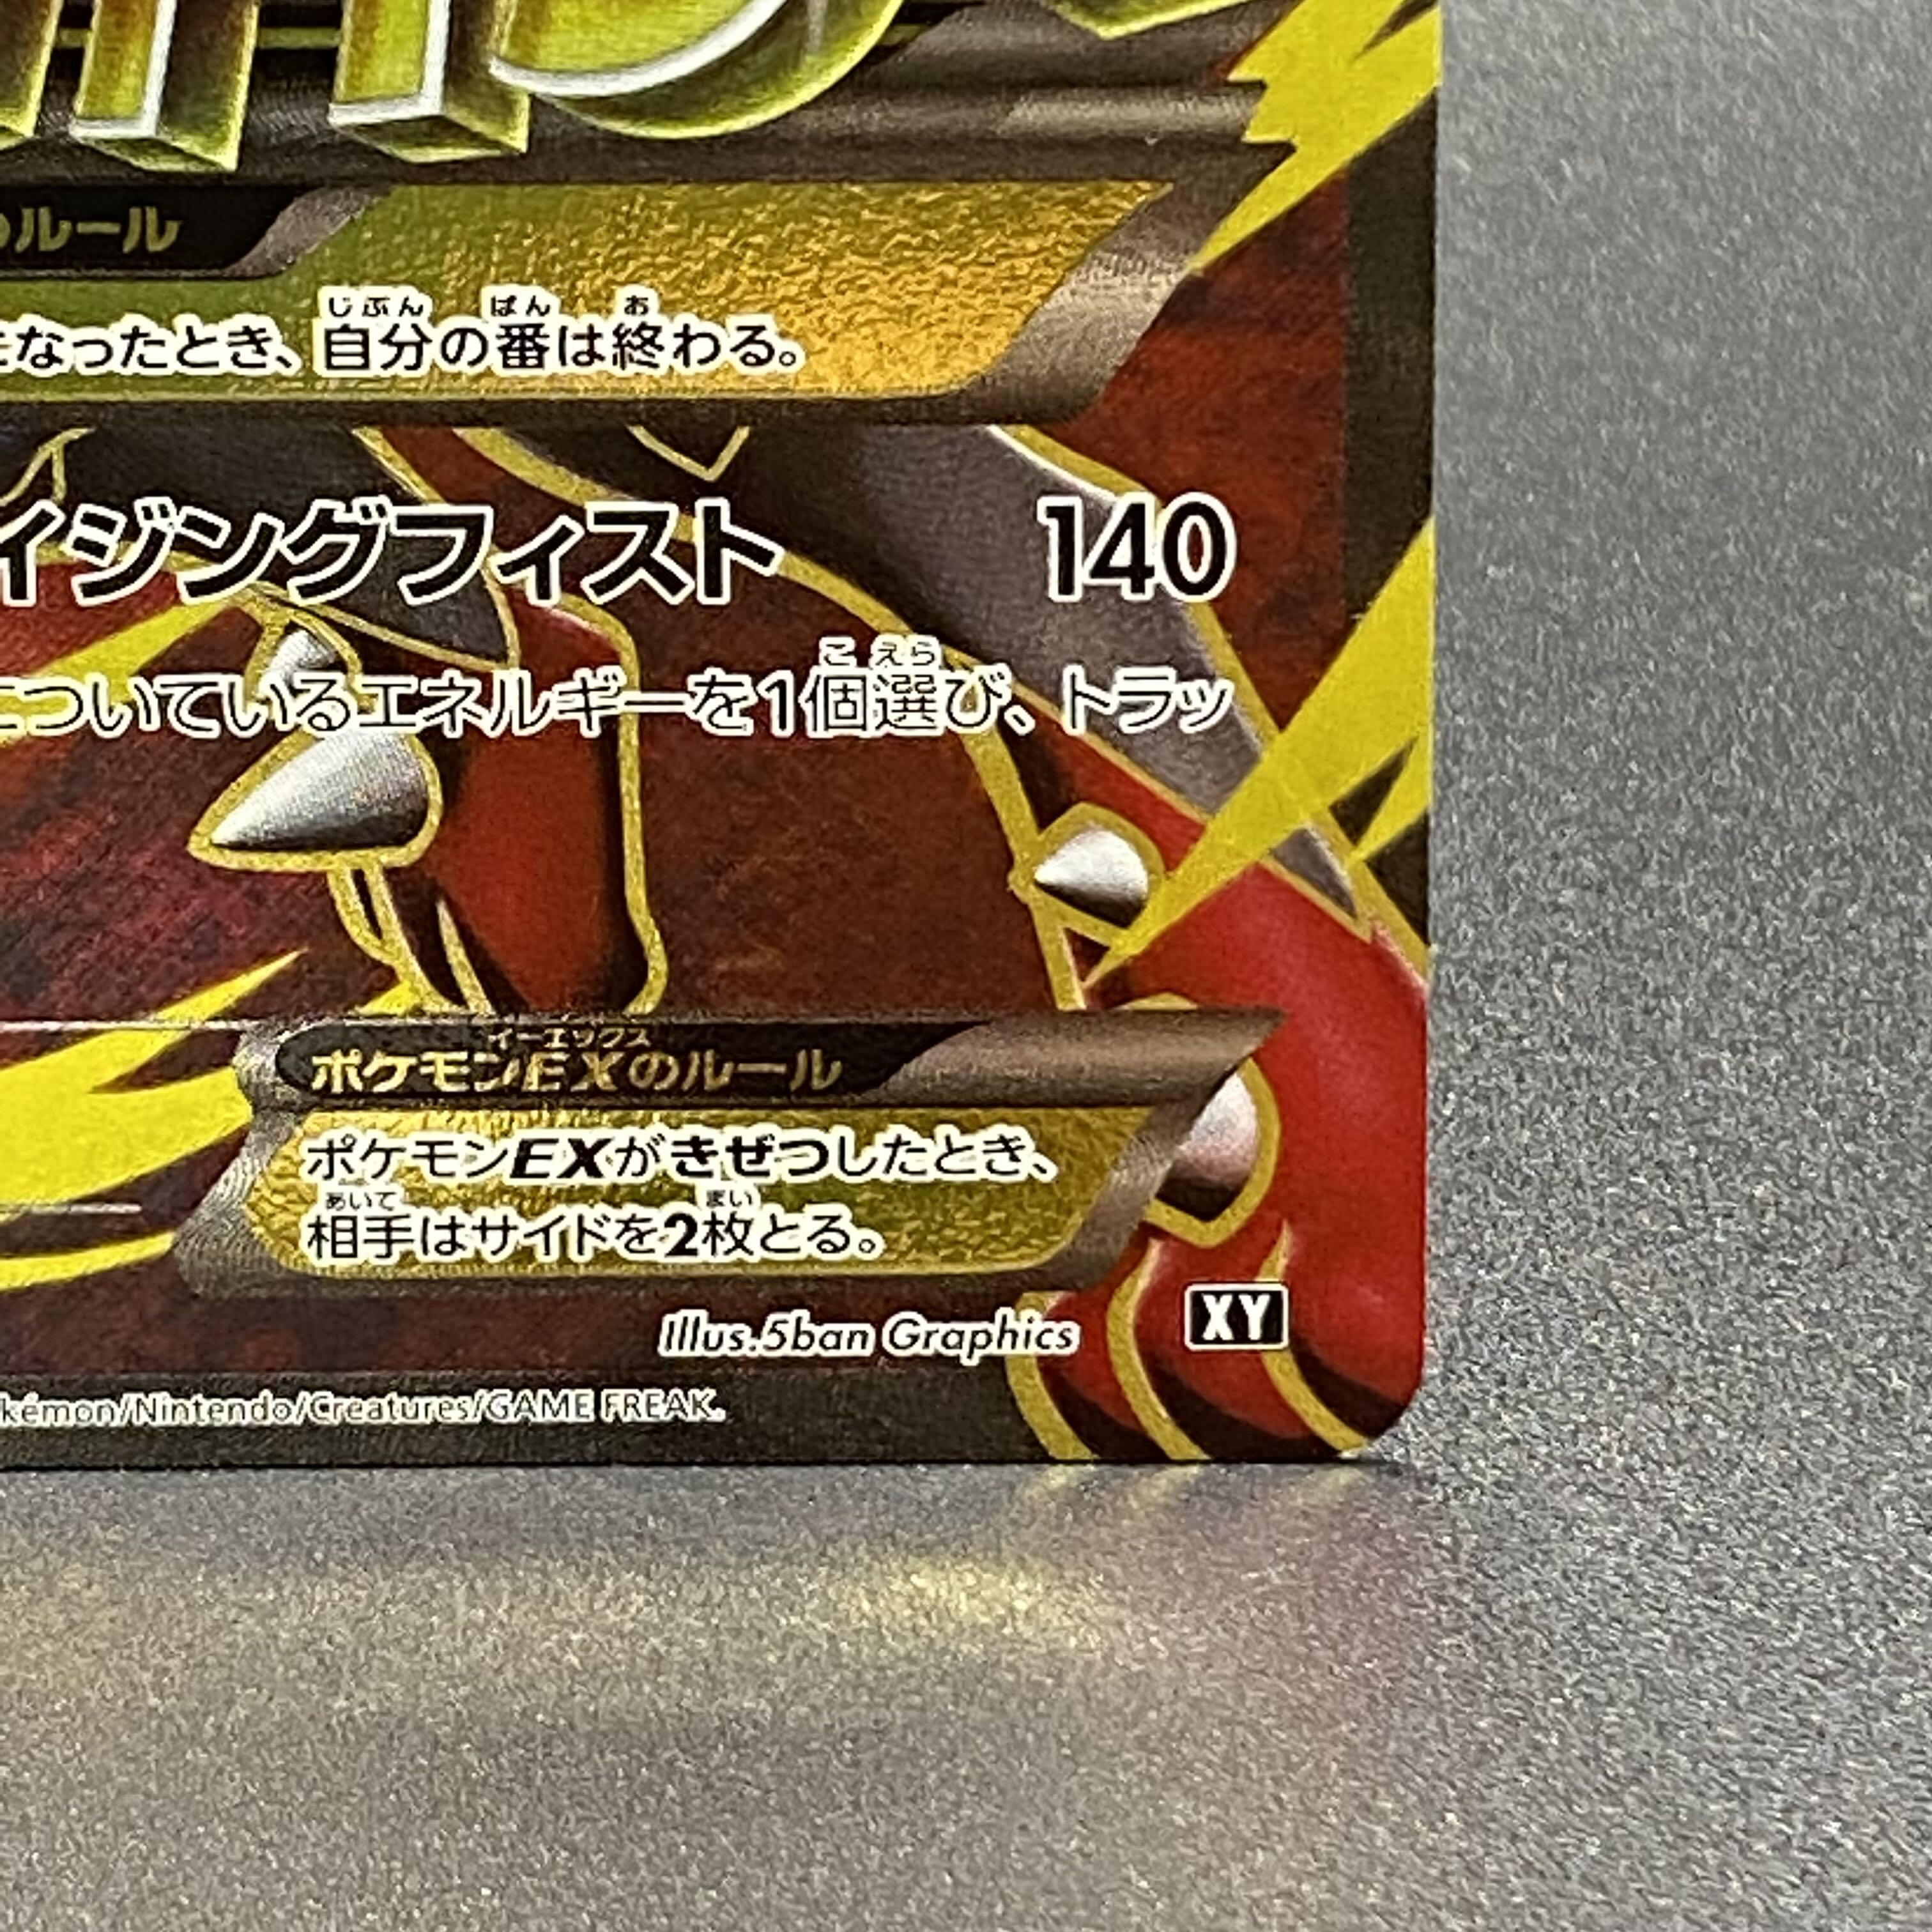 のルール
になったとき、自分の番は終わる。
イジングフィスト 140
についているエネルギーを1個選び、トラッ
ポケモンEXのルール
ポケモンEXがきぜつしたとき、
相手はサイドを2枚とる。
Illus.5ban Graphics XY
kémon/Nintendo/Creatures/GAME FREAK.